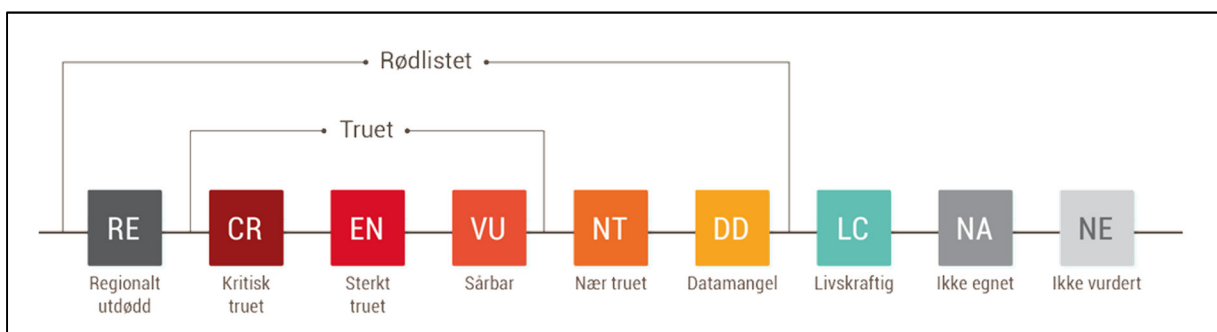 Rødlistet
Truet
RE
CR
EN
VU
NT
DD
LC
NA
NE
Regionalt
utdødd
Kritisk
truet
Sterkt
truet
Sårbar
Nær truet
Datamangel
Livskraftig
Ikke egnet
Ikke vurdert